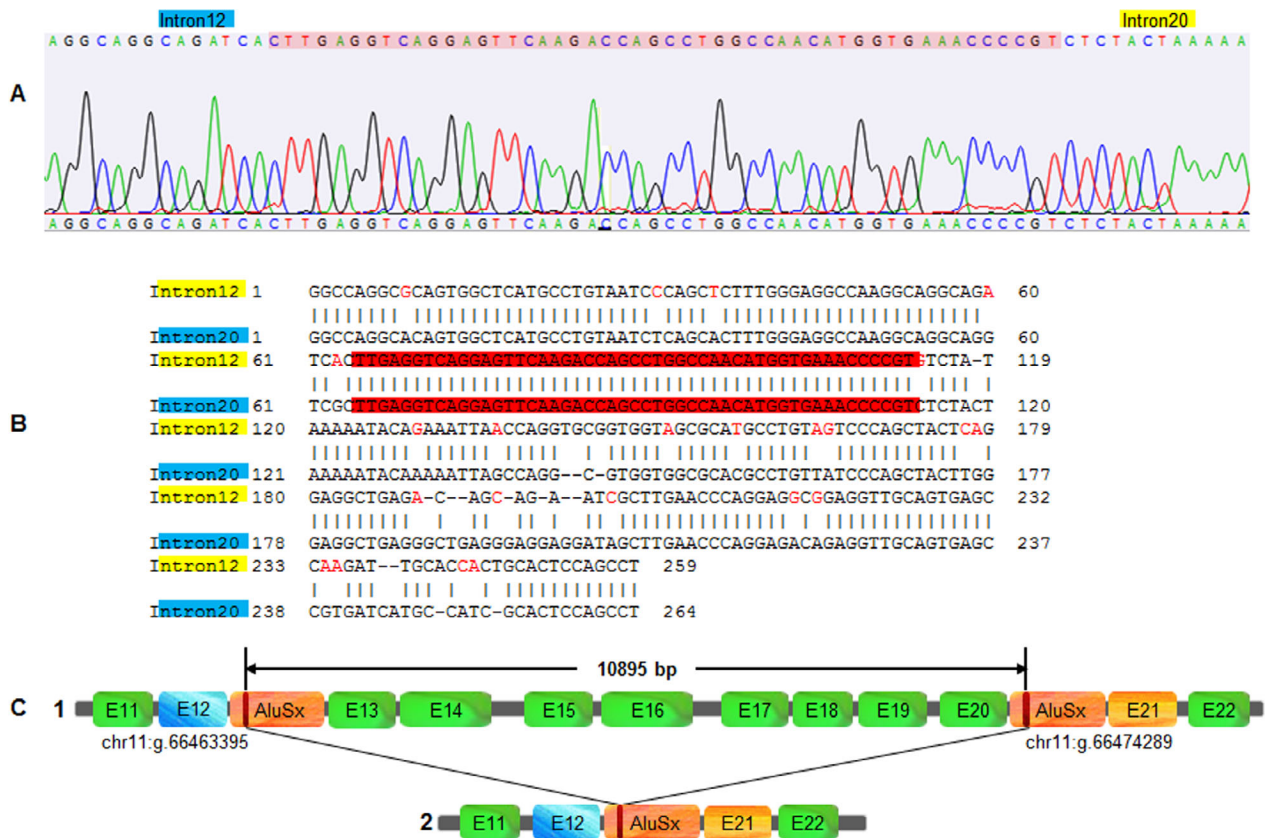 Intron12 Intron20
AGGCAGGCAGATCACTTGAGGTCAGGAGTTCAAGACCAGCCTGGCCAACATGGTGAAACCCCGTCTCTACTAAAAA
A
AGGCAGGCAGATCACTTGAGGTCAGGAGTTCAAGACCAGCCTGGCCAACATGGTGAAACCCCGTCTCTACTAAAAA
Intron12 1 GGCCAGGCGCAGTGGCTCATGCCTGTAATCCCAGCTCTTTGGGAGGCCAAGGCAGGCAGA 60
Intron20 1 GGCCAGGCACAGTGGCTCATGCCTGTAATCTCAGCACTTTGGGAGGCCAAGGCAGGCAGG 60
Intron12 61 TCACTTGAGGTCAGGAGTTCAAGACCAGCCTGGCCAACATGGTGAAACCCCGTGTCTA-T 119
Intron20 61 TCGCTTGAGGTCAGGAGTTCAAGACCAGCCTGGCCAACATGGTGAAACCCCGTCTCTACT 120
B
Intron12 120 AAAAATACAGAAATTAACCAGGTGCGGTGGTAGCGCATGCCTGTAGTCCCAGCTACTCAG 179
Intron20 121 AAAAATACAAAAATTAGCCAGG--C-GTGGTGGCGCACGCCTGTTATCCCAGCTACTTGG 177
Intron12 180 GAGGCTGAGA-C--AGC-AG-A--ATCGCTTGAACCCAGGAGGCGGAGGTTGCAGTGAGC 232
Intron20 178 GAGGCTGAGGGCTGAGGGAGGAGGATAGCTTGAACCCAGGAGACAGAGGTTGCAGTGAGC 237
Intron12 233 CAAGAT--TGCACCACTGCACTCCAGCCT 259
Intron20 238 CGTGATCATGC-CATC-GCACTCCAGCCT 264
10895 bp
C 1 E11 E12 AluSx E13 E14 E15 E16 E17 E18 E19 E20 AluSx E21 E22
chr11:g.66463395 chr11:g.66474289
2 E11 E12 AluSx E21 E22